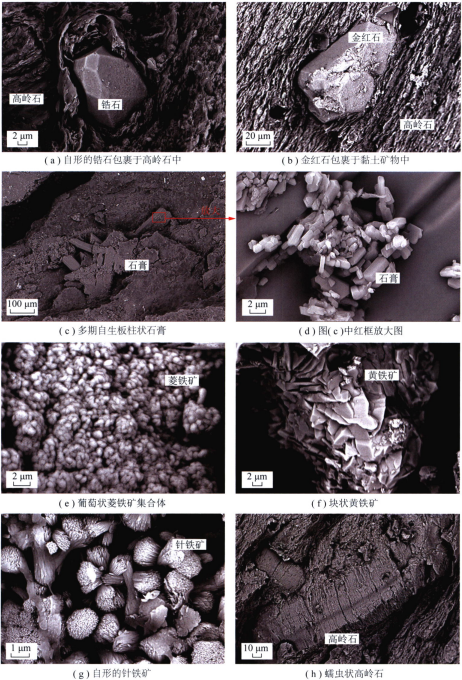 高岭石
锆石
2 μm
(a)自形的锆石包裹于高岭石中
金红石
高岭石
20 μm
(b)金红石包裹于黏土矿物中
石膏
100 μm
(c)多期自生板柱状石膏
石膏
2 μm
(d)图(c)中红框放大图
菱铁矿
2 μm
(e)葡萄状菱铁矿集合体
黄铁矿
2 μm
(f)块状黄铁矿
针铁矿
1 μm
(g)自形的针铁矿
高岭石
10 μm
(h)蠕虫状高岭石